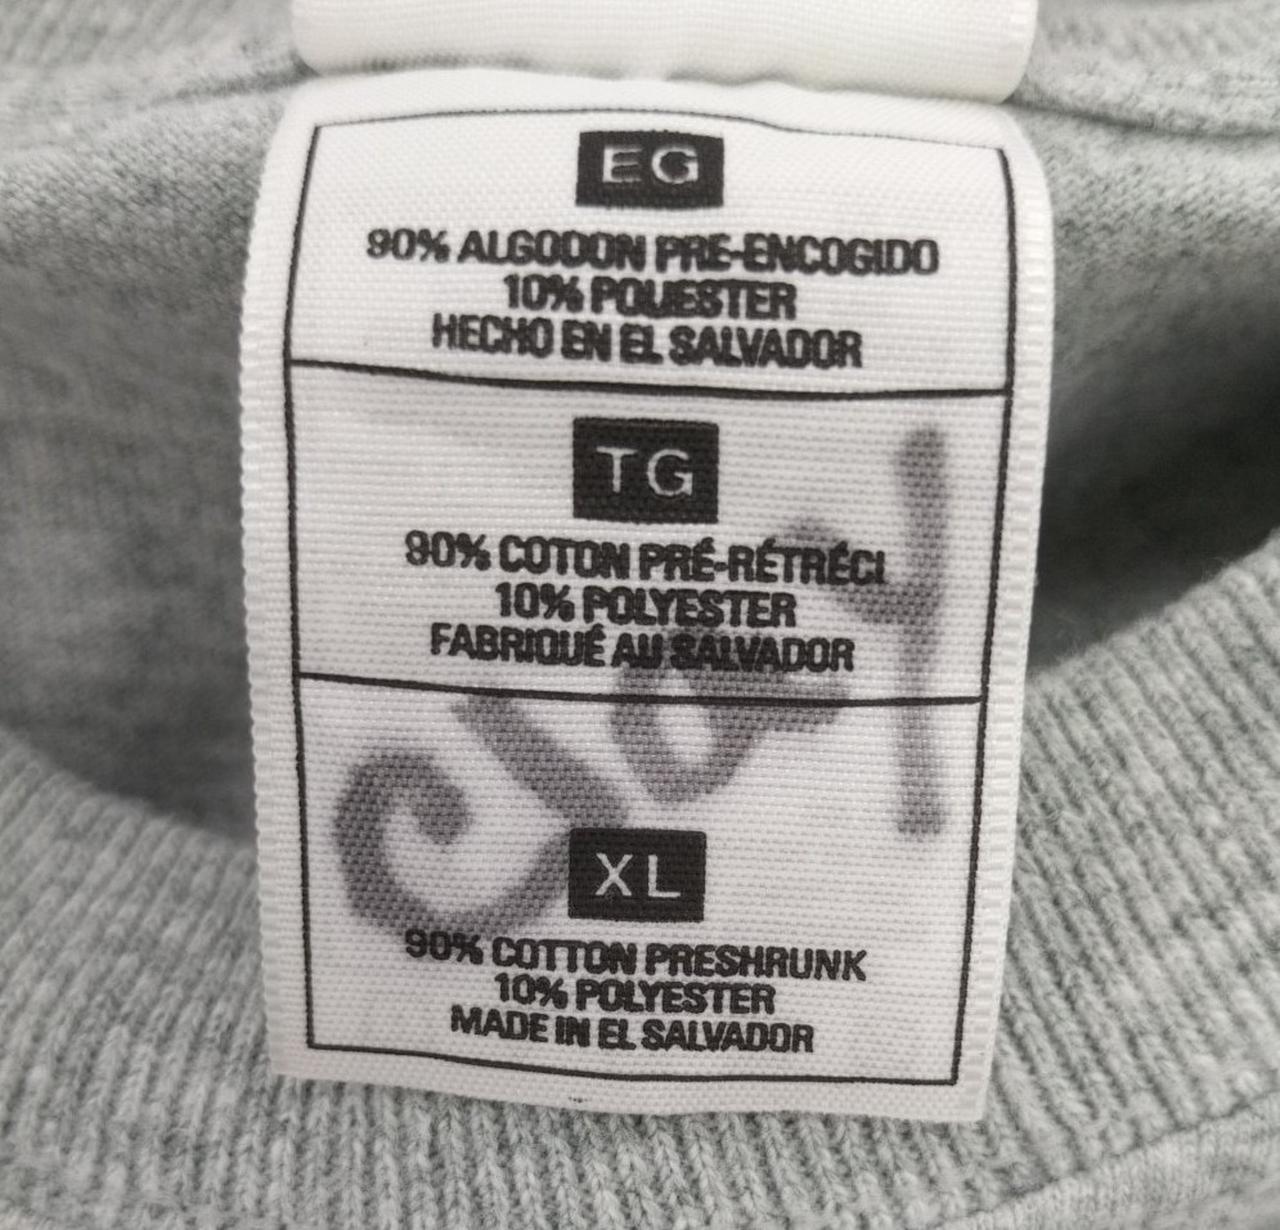 EG
90% ALGODON PRE-ENCOGIDO
10% POLIESTER
HECHO EN EL SALVADOR
TG
90% COTON PRÉ-RÉTRÉCI
10% POLYESTER
FABRIQUÉ AU SALVADOR
XL
90% COTTON PRESHRUNK
10% POLYESTER
MADE IN EL SALVADOR